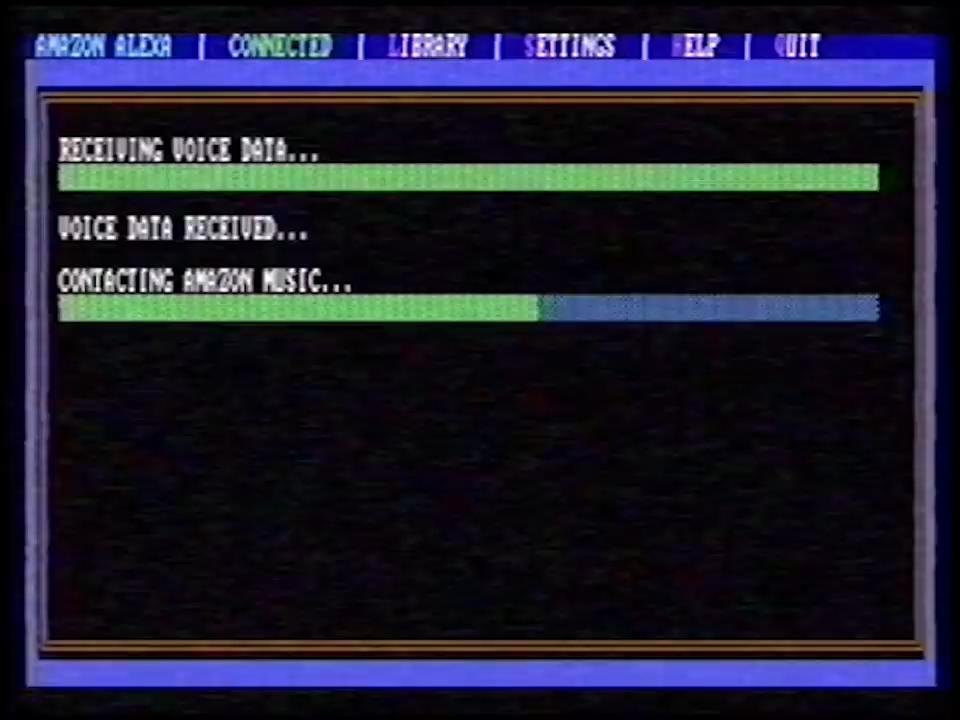 AMAZON ALEXA | CONNECTED | LIBRARY | SETTINGS | HELP | QUIT
RECEIVING VOICE DATA...
VOICE DATA RECEIVED...
CONTACTING AMAZON MUSIC...